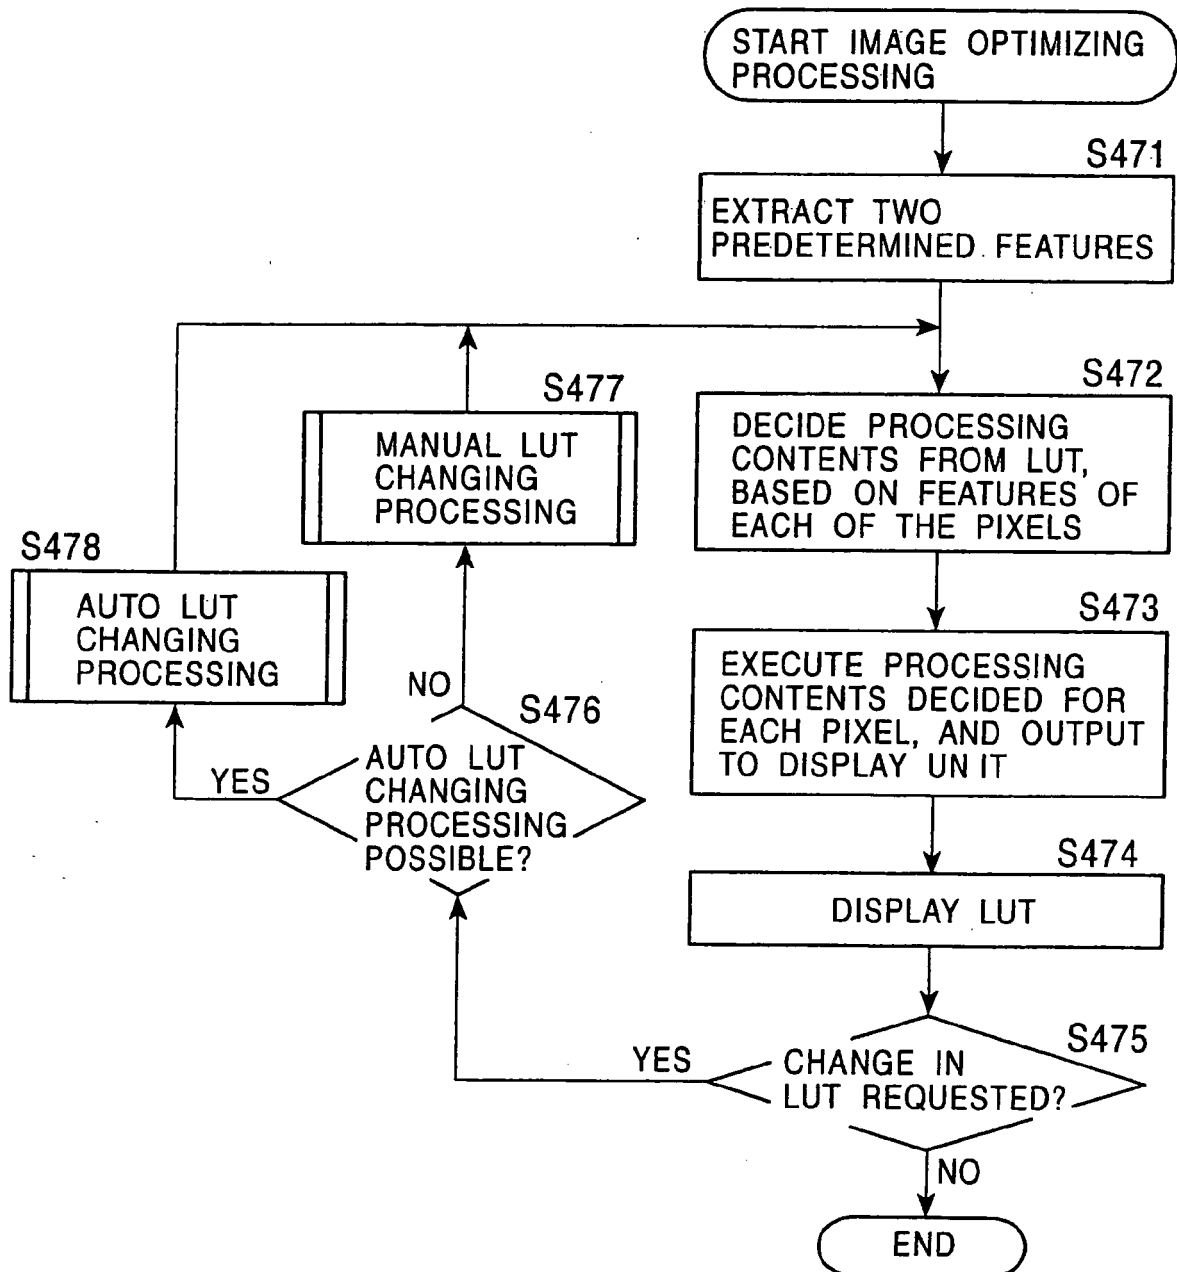 START IMAGE OPTIMIZING
PROCESSING
S471
EXTRACT TWO
PREDETERMINED FEATURES
S472
DECIDE PROCESSING
CONTENTS FROM LUT,
BASED ON FEATURES OF
EACH OF THE PIXELS
S473
EXECUTE PROCESSING
CONTENTS DECIDED FOR
EACH PIXEL, AND OUTPUT
TO DISPLAY UNIT
S474
DISPLAY LUT
S475
CHANGE IN
LUT REQUESTED?
YES
NO
END
S476
AUTO LUT
CHANGING
PROCESSING
POSSIBLE?
NO
YES
S477
MANUAL LUT
CHANGING
PROCESSING
S478
AUTO LUT
CHANGING
PROCESSING